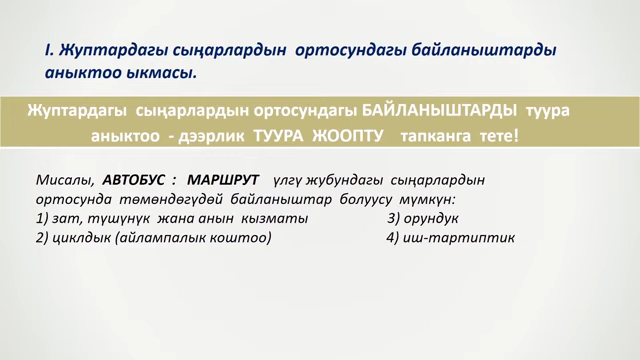 I. Жуптардагы сыңарлардын ортосундагы байланыштарды
аныктоо ыкмасы.
Жуптардагы сыңарлардын ортосундагы БАЙЛАНЫШТАРДЫ туура
аныктоо - дээрлик ТУУРА ЖООПТУ тапканга тете!
Мисалы, АВТОБУС : МАРШРУТ үлгү жубундагы сыңарлардын
ортосунда төмөндөгүдөй байланыштар болуусу мүмкүн:
1) зат, түшүнүк жана анын кызматы 3) орундук
2) циклдык (айлампалык коштоо) 4) иш-тартиптик